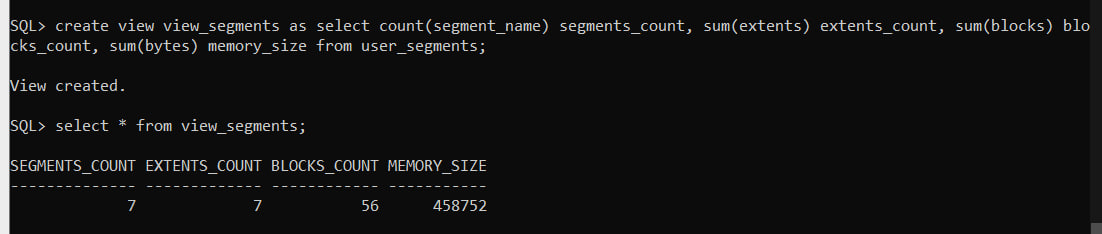 SQL> create view view_segments as select count(segment_name) segments_count, sum(extents) extents_count, sum(blocks) blo
cks_count, sum(bytes) memory_size from user_segments;
View created.
SQL> select * from view_segments;
SEGMENTS_COUNT EXTENTS_COUNT BLOCKS_COUNT MEMORY_SIZE
-------------- ------------- ------------ -----------
7 7 56 458752